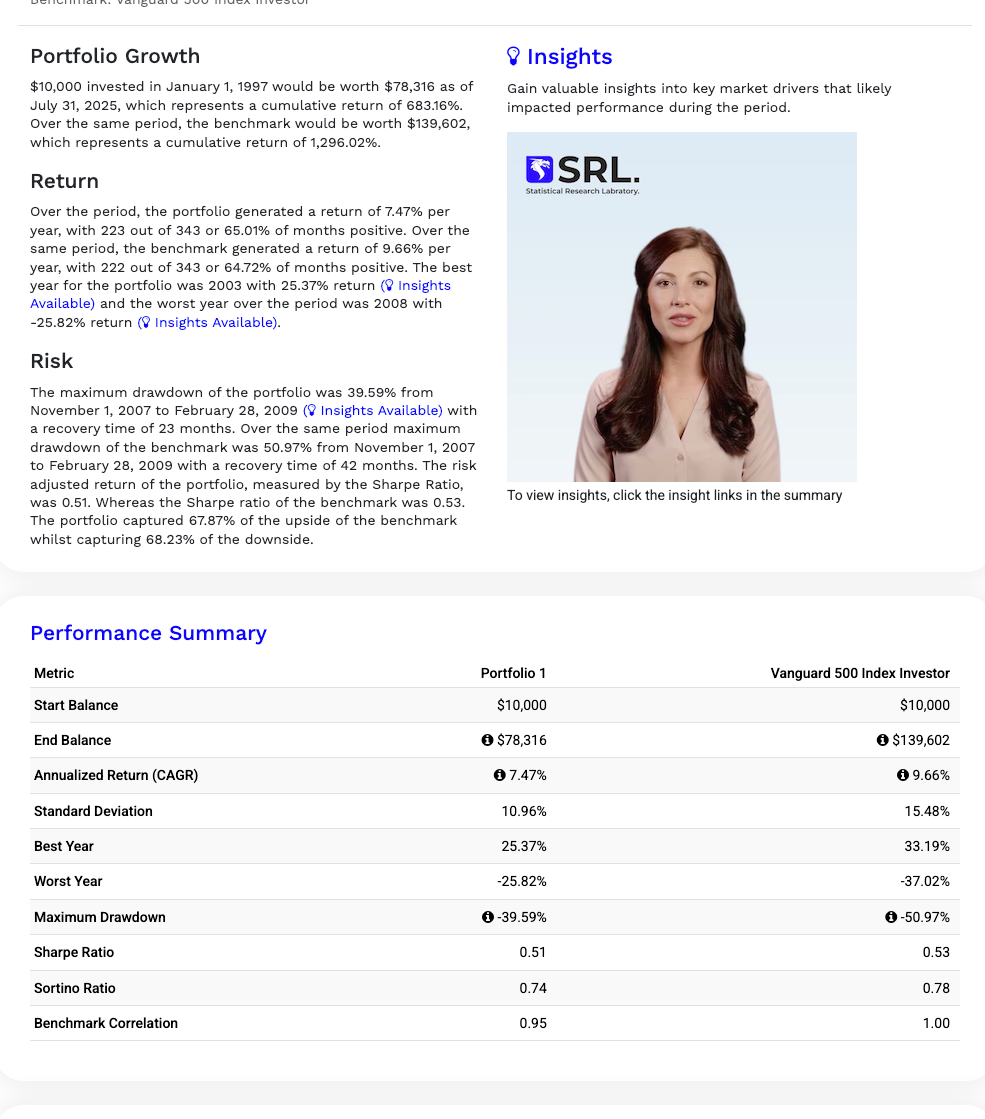 Benchmark: Vanguard 500 Index Investor
Portfolio Growth
$10,000 invested in January 1, 1997 would be worth $78,316 as of
July 31, 2025, which represents a cumulative return of 683.16%.
Over the same period, the benchmark would be worth $139,602,
which represents a cumulative return of 1,296.02%.
Return
Over the period, the portfolio generated a return of 7.47% per
year, with 223 out of 343 or 65.01% of months positive. Over the
same period, the benchmark generated a return of 9.66% per
year, with 222 out of 343 or 64.72% of months positive. The best
year for the portfolio was 2003 with 25.37% return (Insights
Available) and the worst year over the period was 2008 with
-25.82% return (Insights Available).
Risk
The maximum drawdown of the portfolio was 39.59% from
November 1, 2007 to February 28, 2009 (Insights Available) with
a recovery time of 23 months. Over the same period maximum
drawdown of the benchmark was 50.97% from November 1, 2007
to February 28, 2009 with a recovery time of 42 months. The risk
adjusted return of the portfolio, measured by the Sharpe Ratio,
was 0.51. Whereas the Sharpe ratio of the benchmark was 0.53.
The portfolio captured 67.87% of the upside of the benchmark
whilst capturing 68.23% of the downside.
Insights
Gain valuable insights into key market drivers that likely
impacted performance during the period.
SRL.
Statistical Research Labratory.
To view insights, click the insight links in the summary
Performance Summary
Metric Portfolio 1 Vanguard 500 Index Investor
Start Balance $10,000 $10,000
End Balance $78,316 $139,602
Annualized Return (CAGR) 7.47% 9.66%
Standard Deviation 10.96% 15.48%
Best Year 25.37% 33.19%
Worst Year -25.82% -37.02%
Maximum Drawdown -39.59% -50.97%
Sharpe Ratio 0.51 0.53
Sortino Ratio 0.74 0.78
Benchmark Correlation 0.95 1.00